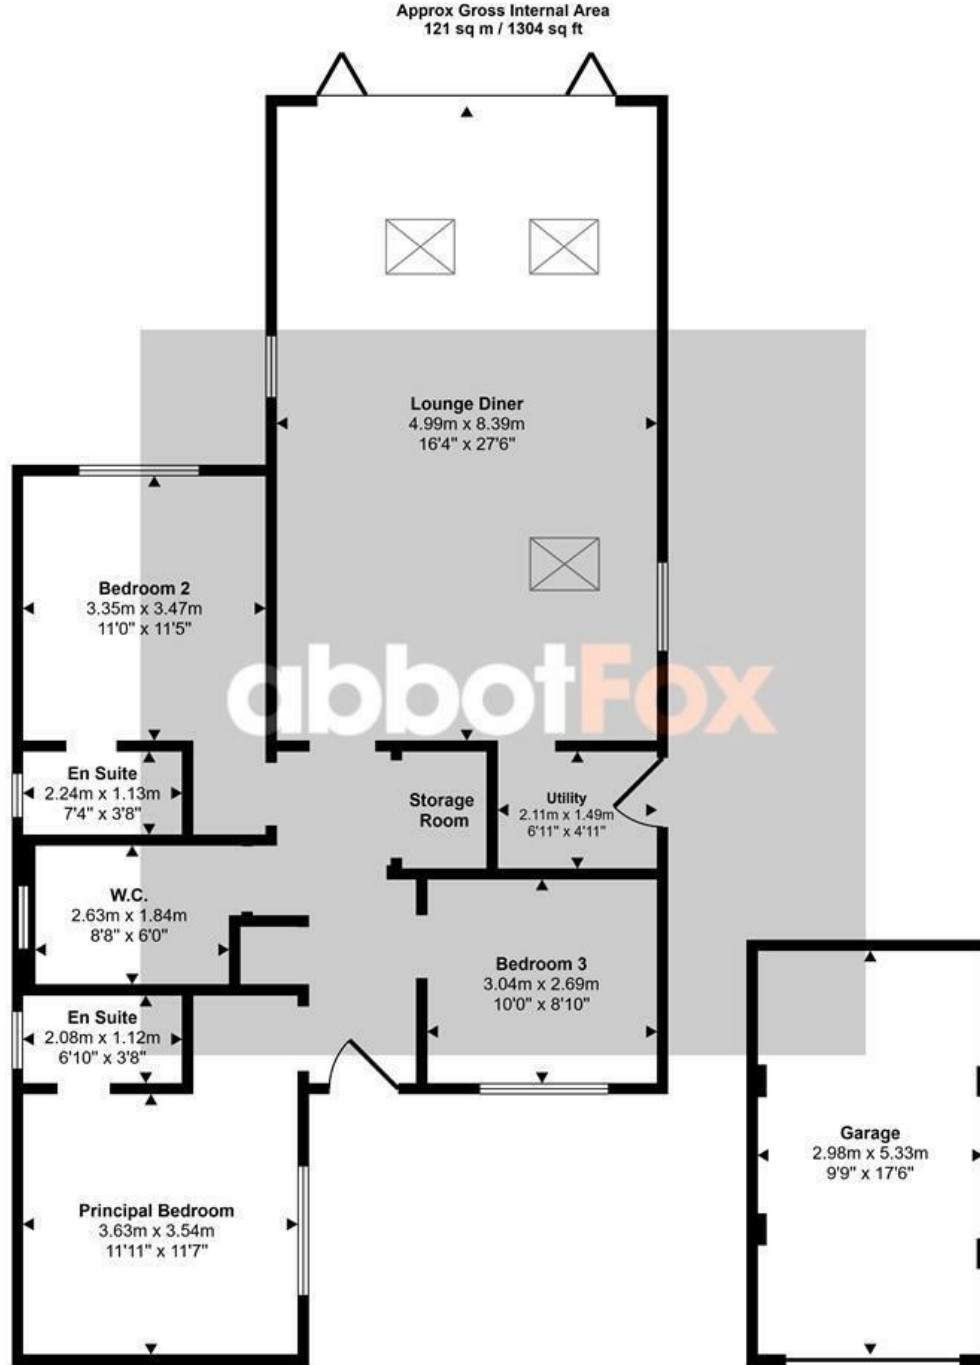 Approx Gross Internal Area
121 sq m / 1304 sq ft
Lounge Diner
4.99m x 8.39m
16'4" x 27'6"
Bedroom 2
3.35m x 3.47m
11'0" x 11'5"
abbotFox
En Suite
2.24m x 1.13m
7'4" x 3'8"
Storage
Room
Utility
2.11m x 1.49m
6'11" x 4'11"
W.C.
2.63m x 1.84m
8'8" x 6'0"
Bedroom 3
3.04m x 2.69m
10'0" x 8'10"
En Suite
2.08m x 1.12m
6'10" x 3'8"
Garage
2.98m x 5.33m
9'9" x 17'6"
Principal Bedroom
3.63m x 3.54m
11'11" x 11'7"